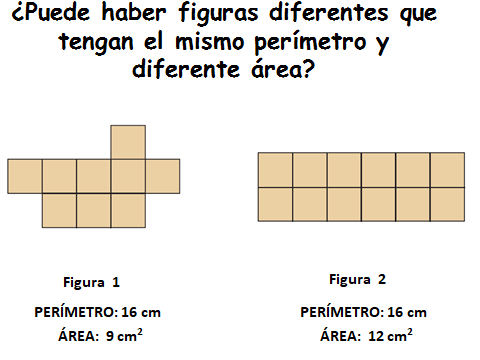 ¿Puede haber figuras diferentes que
tengan el mismo perímetro y
diferente área?
Figura 1
PERÍMETRO: 16 cm
ÁREA: 9 cm²
Figura 2
PERÍMETRO: 16 cm
ÁREA: 12 cm²